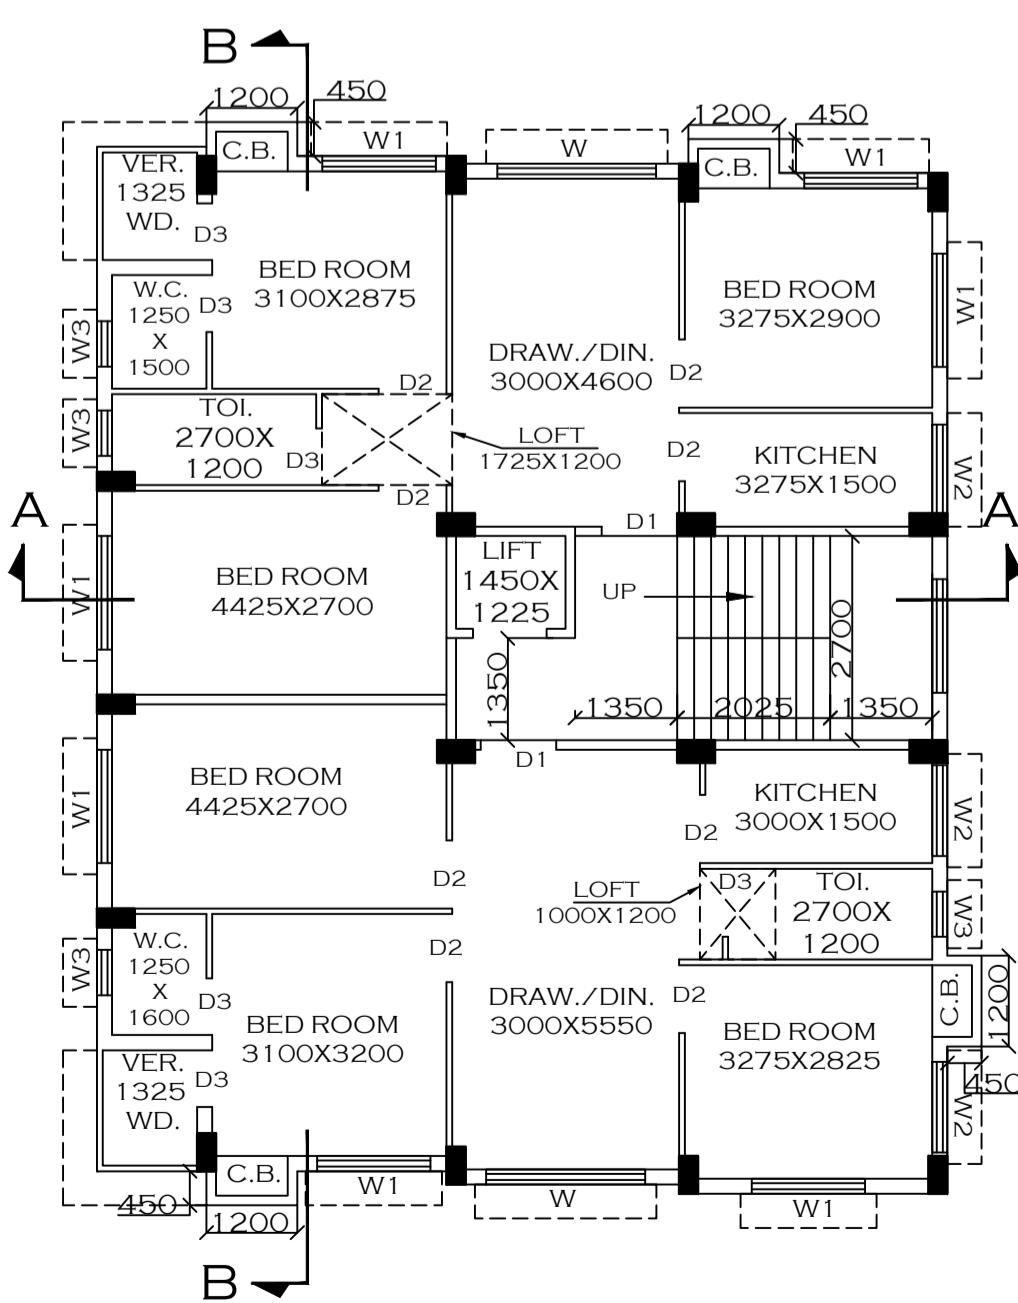 B
1200
450
1200
450
C.B.
W1
W
C.B.
W1
VER.
1325
WD.
D3
BED ROOM
3100X2875
W.C.
1250
X
1500
D3
W3
BED ROOM
3275X2900
W1
DRAW./DIN.
3000X4600
D2
D2
W3
TOI.
2700X
1200
D3
LOFT
1725X1200
D2
KITCHEN
3275X1500
W2
D2
A
A
D1
LIFT
1450X
1225
UP
BED ROOM
4425X2700
W1
2700
1350
1350
2025
1350
D1
BED ROOM
4425X2700
W1
KITCHEN
3000X1500
W2
D2
D2
LOFT
1000X1200
D3
TOI.
2700X
1200
W3
W.C.
1250
X
1600
W3
D2
D3
BED ROOM
3100X3200
DRAW./DIN.
3000X5550
D2
BED ROOM
3275X2825
C.B.
1200
450
W2
VER.
1325
WD.
D3
C.B.
W1
W
W1
450
1200
B